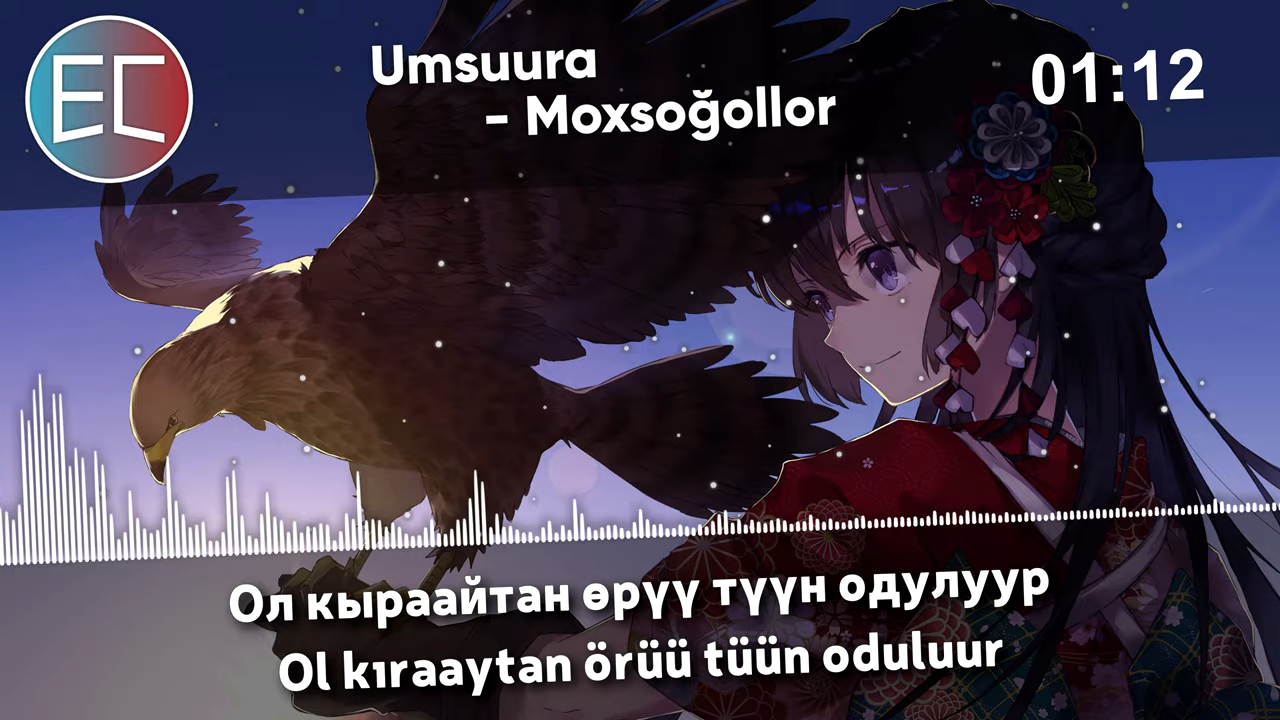 EC
Umsuura
- Moxsoğollor
01:12
Ол кыраайтан өрүү түүн одулуур
Ol kıraaytan örüü tüün oduluur